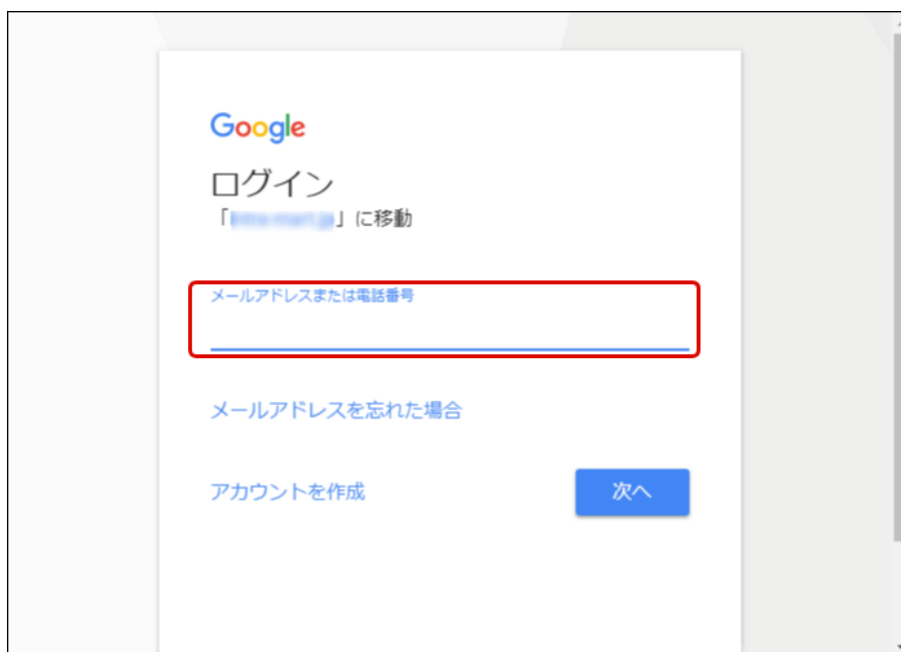 Google
ログイン
「」に移動
メールアドレスまたは電話番号
メールアドレスを忘れた場合
アカウントを作成
次へ